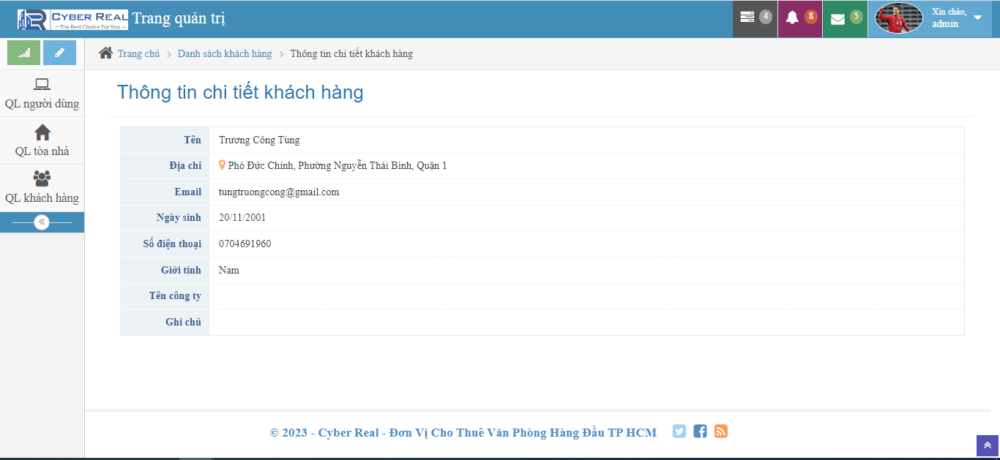 CYBER REAL
The Best Choice For You
Trang quản trị
4
8
5
Xin chào,
admin
Trang chủ
Danh sách khách hàng
Thông tin chi tiết khách hàng
QL người dùng
QL tòa nhà
QL khách hàng
Thông tin chi tiết khách hàng
Tên Trương Công Tùng
Địa chỉ Phó Đức Chính, Phường Nguyễn Thái Bình, Quận 1
Email tungtruongcong@gmail.com
Ngày sinh 20/11/2001
Số điện thoại 0704691960
Giới tính Nam
Tên công ty
Ghi chú
© 2023 - Cyber Real - Đơn Vị Cho Thuê Văn Phòng Hàng Đầu TP HCM